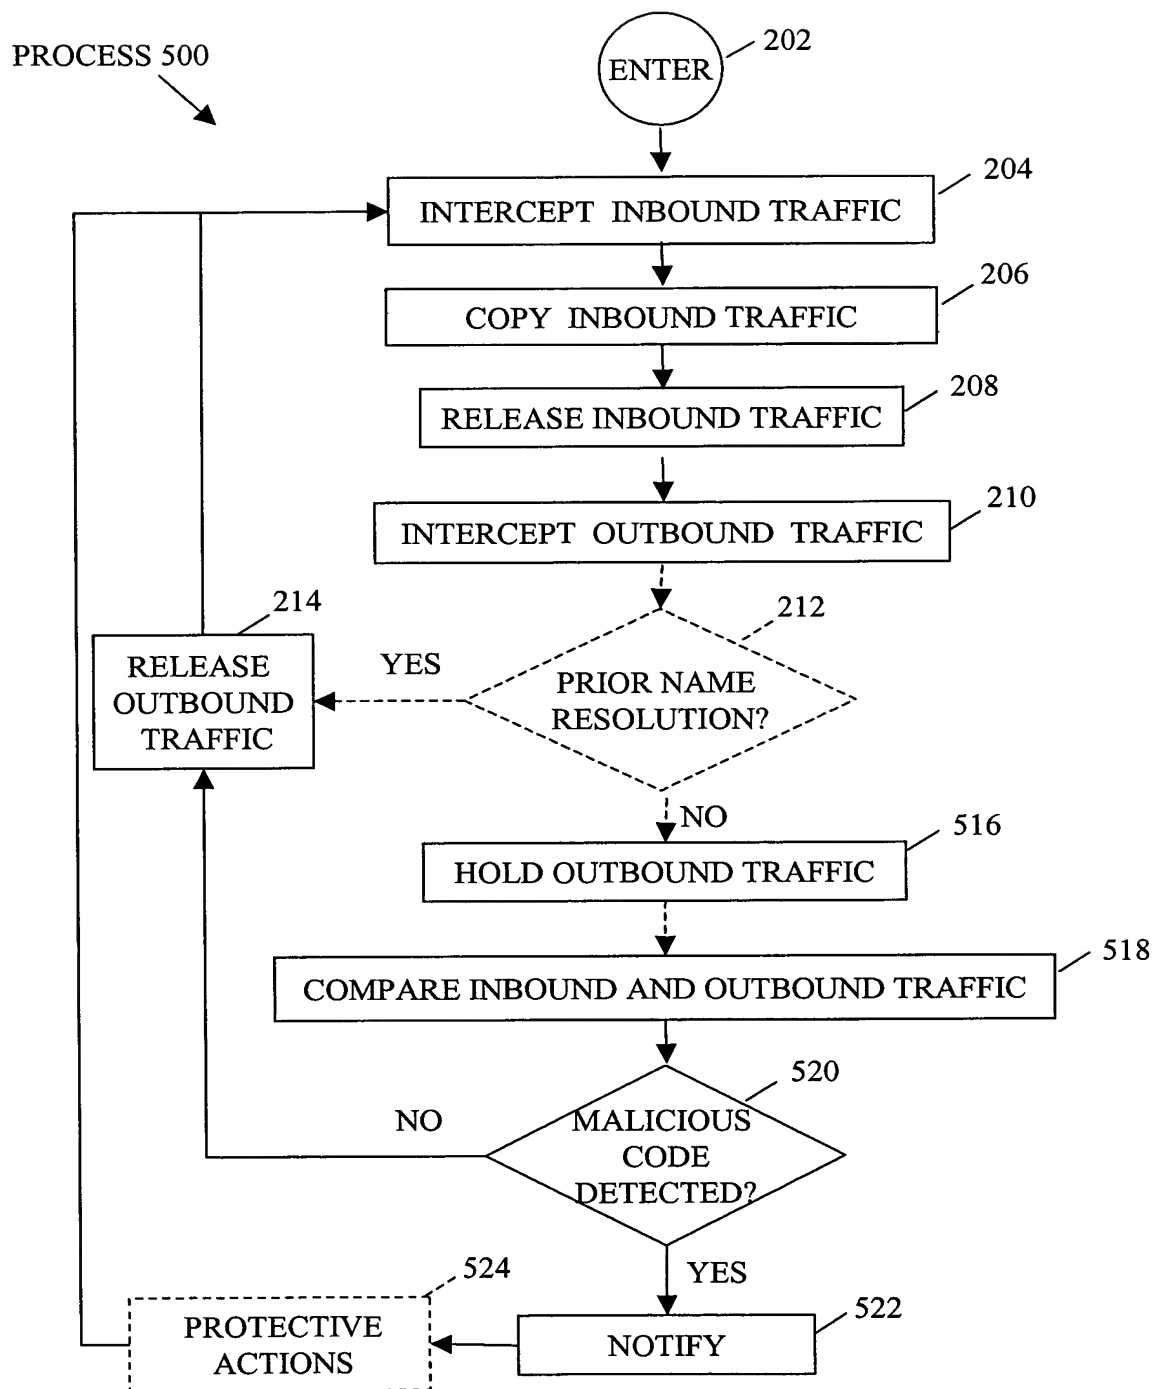 PROCESS 500
ENTER
202
204
INTERCEPT INBOUND TRAFFIC
206
COPY INBOUND TRAFFIC
208
RELEASE INBOUND TRAFFIC
210
INTERCEPT OUTBOUND TRAFFIC
214
RELEASE
OUTBOUND
TRAFFIC
YES
212
PRIOR NAME
RESOLUTION?
NO
516
HOLD OUTBOUND TRAFFIC
518
COMPARE INBOUND AND OUTBOUND TRAFFIC
520
NO
MALICIOUS
CODE
DETECTED?
YES
524
PROTECTIVE
ACTIONS
522
NOTIFY